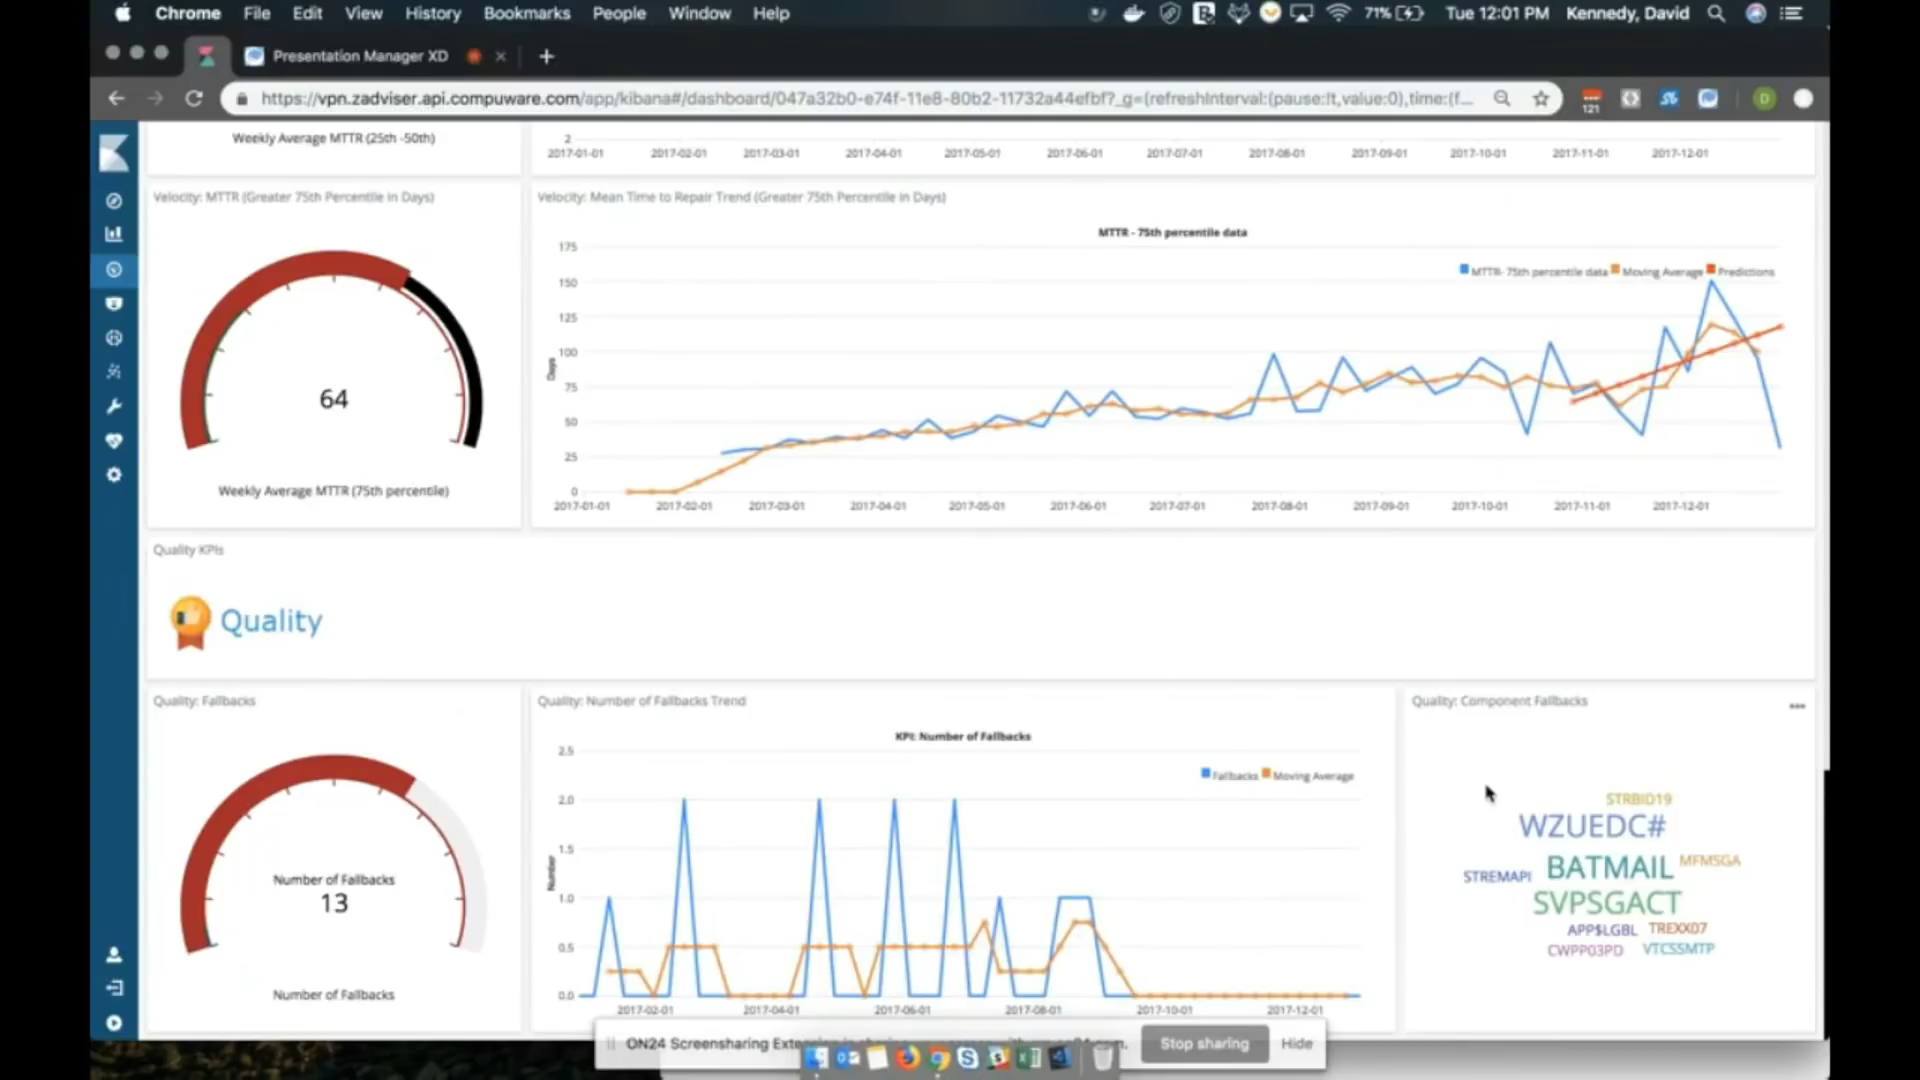 Chrome File Edit View History Bookmarks People Window Help 71% Tue 12:01 PM Kennedy, David
Presentation Manager XD
https://vpn.zadviser.api.compuware.com/app/kibana#/dashboard/047a32b0-e74f-11e8-80b2-11732a44efbf?_g=(refreshInterval:(pause:!t,value:0),time:(f...
121
D
Weekly Average MTTR (25th -50th)
2
2017-01-01 2017-02-01 2017-03-01 2017-04-01 2017-05-01 2017-06-01 2017-07-01 2017-08-01 2017-09-01 2017-10-01 2017-11-01 2017-12-01
Velocity: MTTR (Greater 75th Percentile in Days)
64
Weekly Average MTTR (75th percentile)
Velocity: Mean Time to Repair Trend (Greater 75th Percentile in Days)
MTTR - 75th percentile data
MTTR- 75th percentile data Moving Average Predictions
175
150
125
100
75
50
25
0
Days
2017-01-01 2017-02-01 2017-03-01 2017-04-01 2017-05-01 2017-06-01 2017-07-01 2017-08-01 2017-09-01 2017-10-01 2017-11-01 2017-12-01
Quality KPIs
Quality
Quality: Fallbacks
Number of Fallbacks
13
Number of Fallbacks
Quality: Number of Fallbacks Trend
KPI: Number of Fallbacks
Fallbacks Moving Average
2.5
2.0
1.5
1.0
0.5
0.0
Number
2017-02-01 2017-04-01 2017-06-01 2017-08-01 2017-10-01 2017-12-01
Quality: Component Fallbacks
STRBID19
WZUEDC#
BATMAIL MFMSGA
STREMAPI
SVPSGACT
APP$LGBL TREXX07
CWPP03PD VTCSSMTP
ON24 Screensharing
Stop sharing Hide